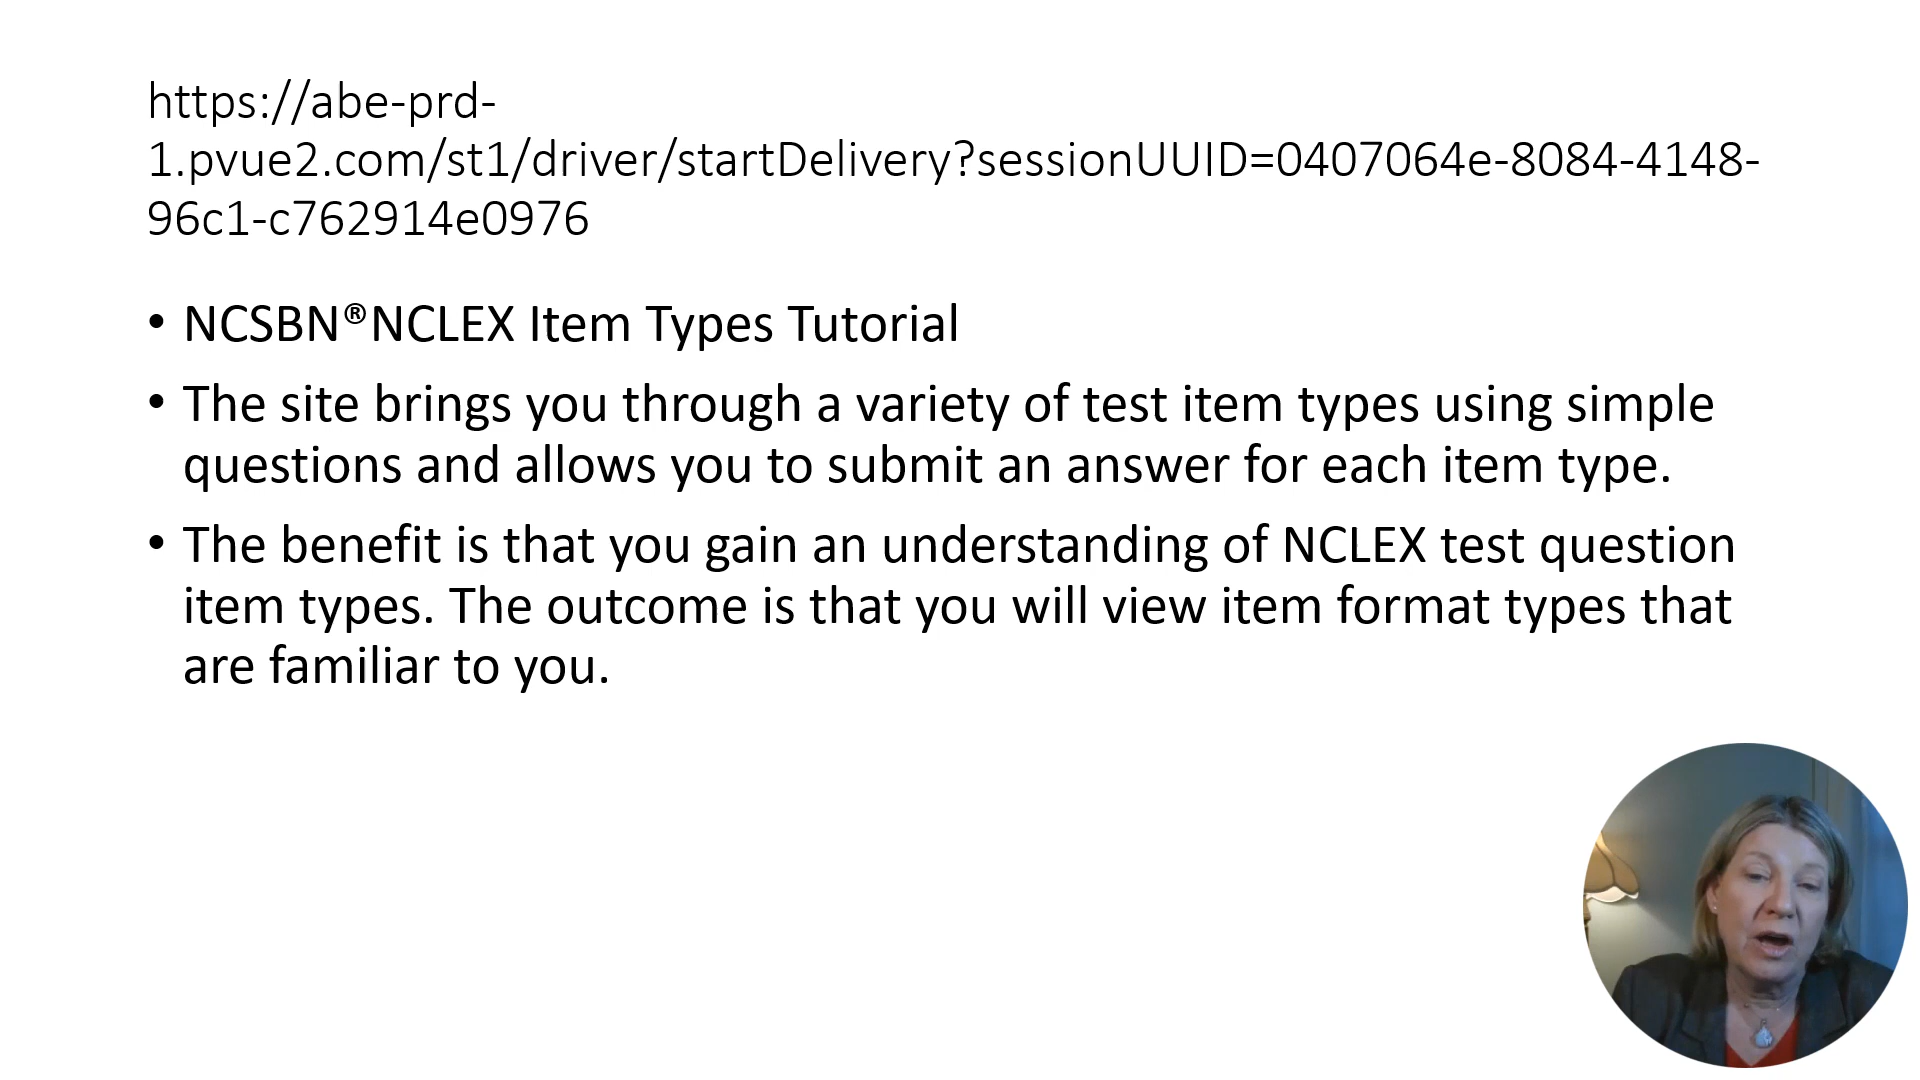 https://abe-prd-
1.pvue2.com/st1/driver/startDelivery?sessionUUID=0407064e-8084-4148-
96c1-c762914e0976
• NCSBN®NCLEX Item Types Tutorial
• The site brings you through a variety of test item types using simple
questions and allows you to submit an answer for each item type.
• The benefit is that you gain an understanding of NCLEX test question
item types. The outcome is that you will view item format types that
are familiar to you.